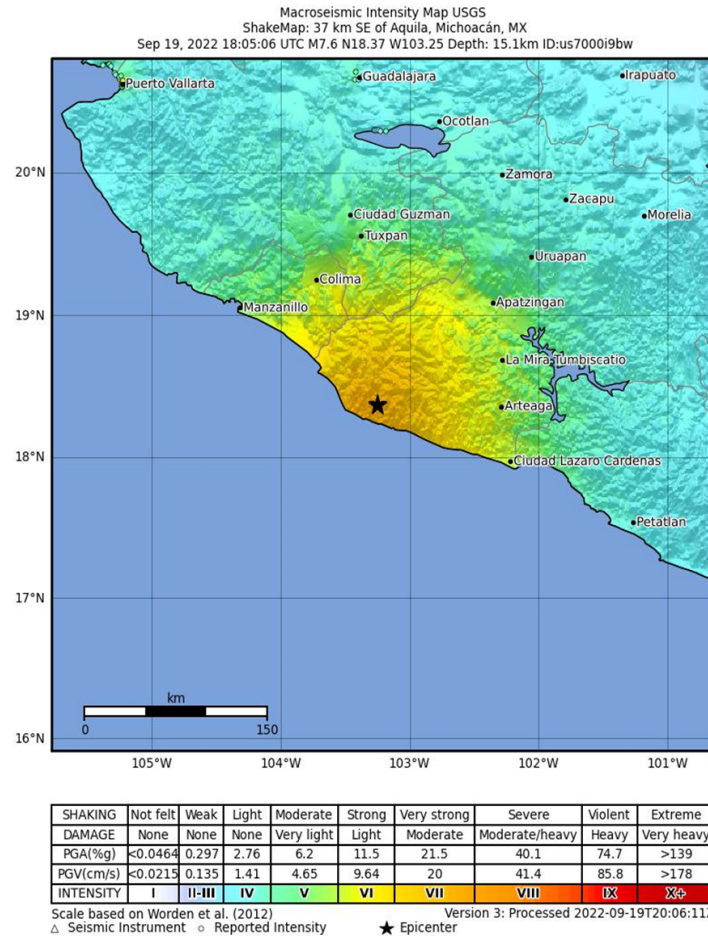 Macroseismic Intensity Map USGS
ShakeMap: 37 km SE of Aquila, Michoacán, MX
Sep 19, 2022 18:05:06 UTC M7.6 N18.37 W103.25 Depth: 15.1km ID:us7000i9bw
Puerto Vallarta
Guadalajara
Irapuato
Ocotlan
20°N
Zamora
Zacapu
Ciudad Guzman
Morelia
Tuxpan
Uruapan
Colima
Apatzingan
Manzanillo
19°N
La Mira Tumbiscatio
Arteaga
18°N
Ciudad Lazaro Cardenas
Petatlan
17°N
km
0 150
16°N
105°W 104°W 103°W 102°W 101°W
SHAKING Not felt Weak Light Moderate Strong Very strong Severe Violent Extreme
DAMAGE None None None Very light Light Moderate Moderate/heavy Heavy Very heavy
PGA(%g) <0.0464 0.297 2.76 6.2 11.5 21.5 40.1 74.7 >139
PGV(cm/s) <0.0215 0.135 1.41 4.65 9.64 20 41.4 85.8 >178
INTENSITY I II-III IV V VI VII VIII IX X+
Scale based on Worden et al. (2012) Version 3: Processed 2022-09-19T20:06:11Z
△ Seismic Instrument ○ Reported Intensity ★ Epicenter